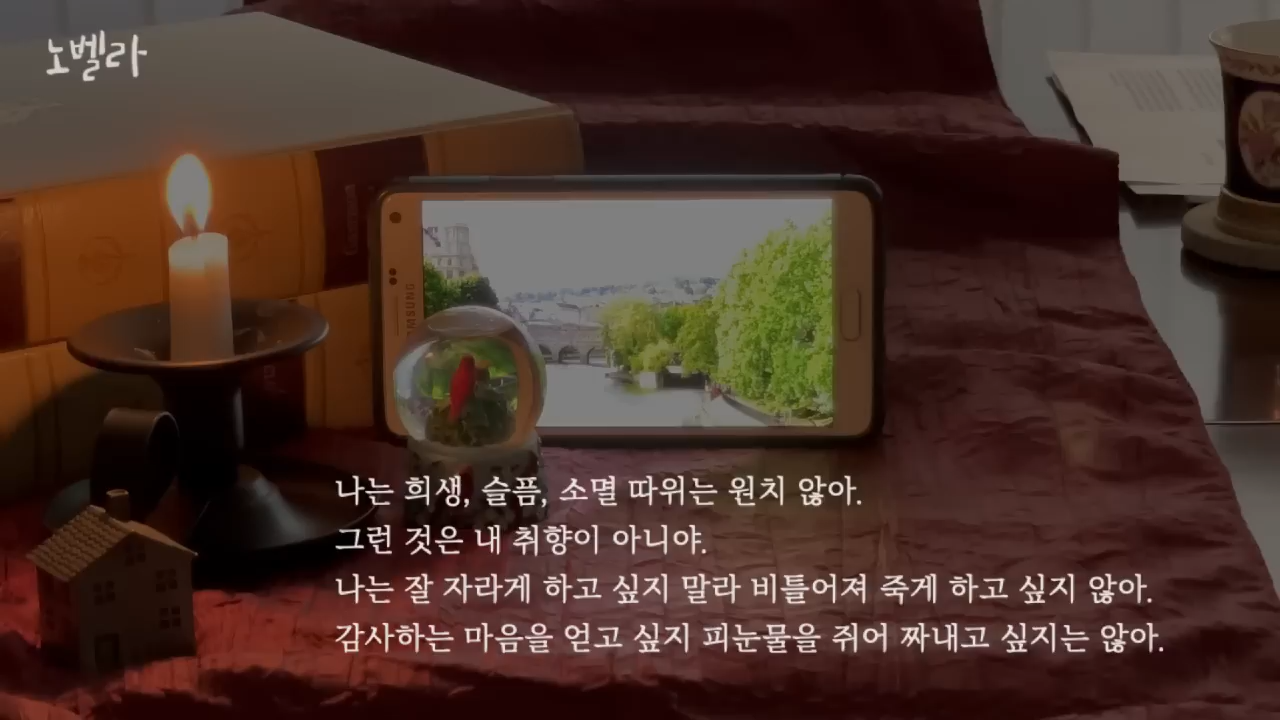 노벨라
SAMSUNG
나는 희생, 슬픔, 소멸 따위는 원치 않아.
그런 것은 내 취향이 아니야.
나는 잘 자라게 하고 싶지 말라 비틀어져 죽게 하고 싶지 않아.
감사하는 마음을 얻고 싶지 피눈물을 쥐어 짜내고 싶지는 않아.